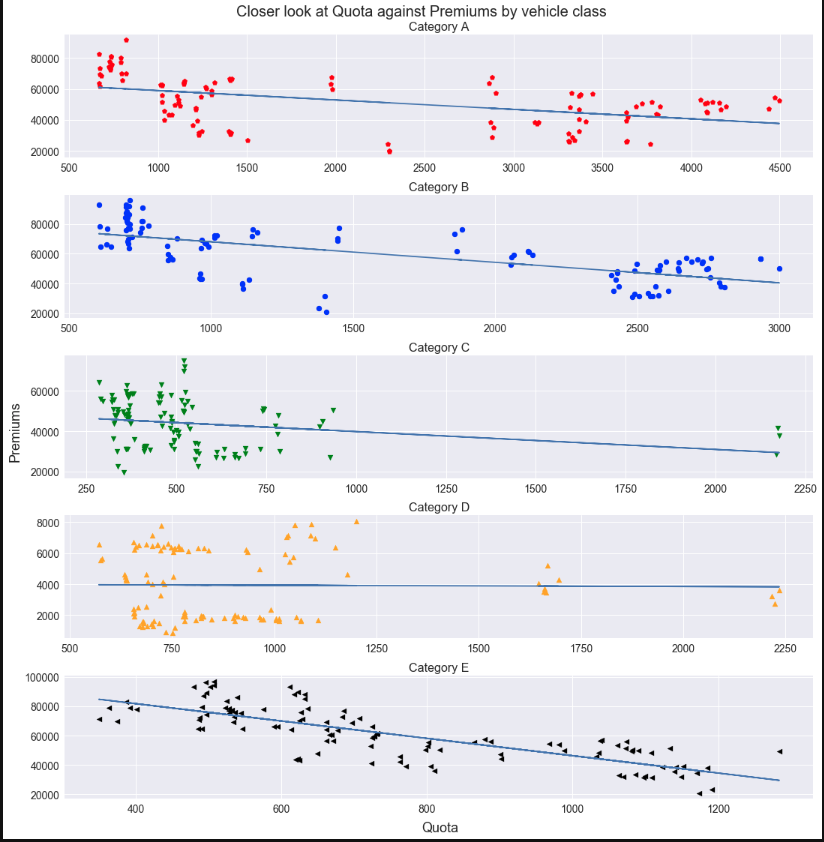 Closer look at Quota against Premiums by vehicle class
Category A
80000
60000
40000
20000
500 1000 1500 2000 2500 3000 3500 4000 4500
Category B
80000
60000
40000
20000
500 1000 1500 2000 2500 3000
Category C
60000
40000
20000
250 500 750 1000 1250 1500 1750 2000 2250
Premiums
Category D
8000
6000
4000
2000
500 750 1000 1250 1500 1750 2000 2250
Category E
100000
80000
60000
40000
20000
400 600 800 1000 1200
Quota